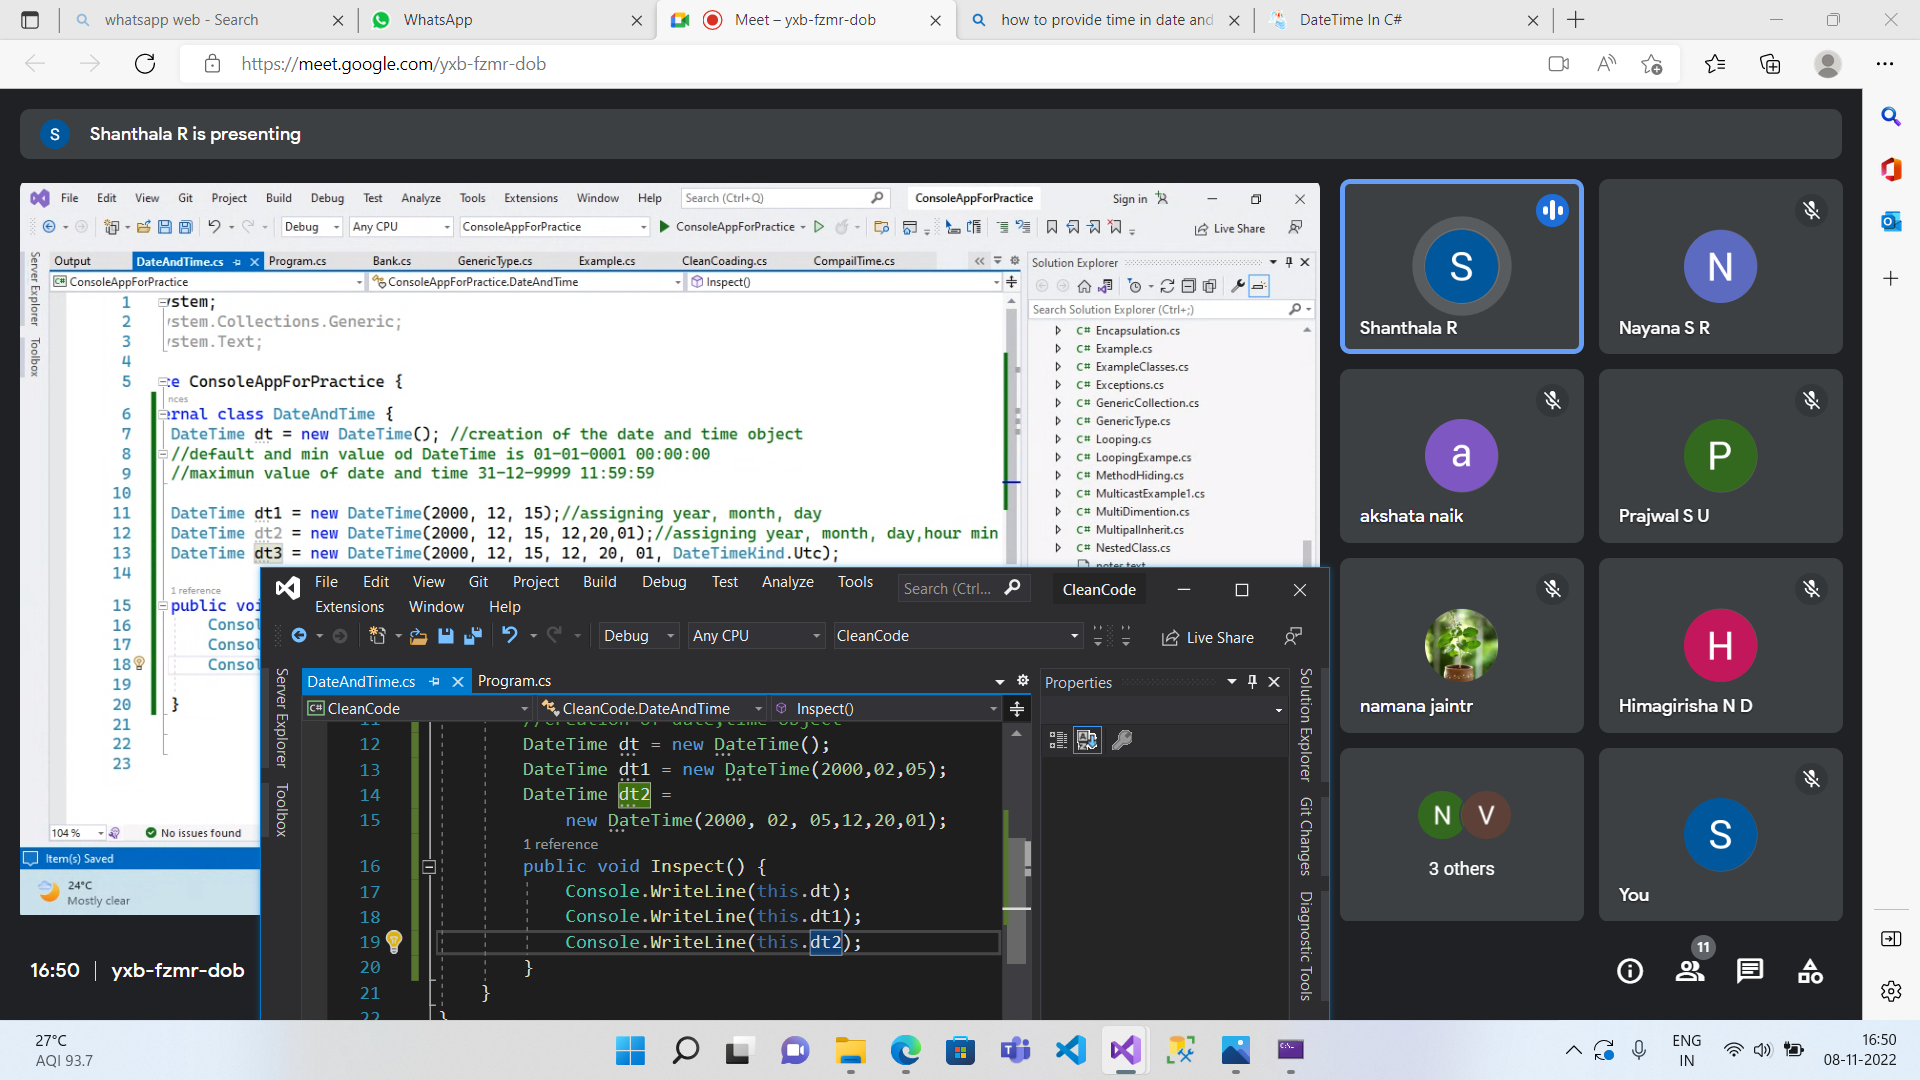 whatsapp web - Search
WhatsApp
Meet – yxb-fzmr-dob
how to provide time in date and
DateTime In C#
https://meet.google.com/yxb-fzmr-dob
S
Shanthala R is presenting
File Edit View Git Project Build Debug Test Analyze Tools Extensions Window Help
Search (Ctrl+Q)
ConsoleAppForPractice
Sign in
Debug
Any CPU
ConsoleAppForPractice
ConsoleAppForPractice
Live Share
Server Explorer
Toolbox
Output
DateAndTime.cs
Program.cs
Bank.cs
GenericType.cs
Example.cs
CleanCoading.cs
CompailTime.cs
ConsoleAppForPractice
ConsoleAppForPractice.DateAndTime
Inspect()
1 ystem;
2 ystem.Collections.Generic;
3 ystem.Text;
4
5 ce ConsoleAppForPractice {
nces
6 ernal class DateAndTime {
7 DateTime dt = new DateTime(); //creation of the date and time object
8 //default and min value od DateTime is 01-01-0001 00:00:00
9 //maximun value of date and time 31-12-9999 11:59:59
10
11 DateTime dt1 = new DateTime(2000, 12, 15);//assigning year, month, day
12 DateTime dt2 = new DateTime(2000, 12, 15, 12,20,01);//assigning year, month, day,hour min
13 DateTime dt3 = new DateTime(2000, 12, 15, 12, 20, 01, DateTimeKind.Utc);
14
1 reference
15 public voi
16 Consol
17 Consol
18 Consol
19
20 }
21
22
23
104 %
No issues found
Item(s) Saved
24°C
Mostly clear
Solution Explorer
Search Solution Explorer (Ctrl+;)
C# Encapsulation.cs
C# Example.cs
C# ExampleClasses.cs
C# Exceptions.cs
C# GenericCollection.cs
C# GenericType.cs
C# Looping.cs
C# LoopingExampe.cs
C# MethodHiding.cs
C# MulticastExample1.cs
C# MultiDimention.cs
C# MultipalInherit.cs
C# NestedClass.cs
notes.text
File Edit View Git Project Build Debug Test Analyze Tools
Search (Ctrl...
CleanCode
Extensions Window Help
Debug
Any CPU
CleanCode
Live Share
Server Explorer
Toolbox
DateAndTime.cs
Program.cs
C# CleanCode
CleanCode.DateAndTime
Inspect()
11 //creation of date,time object
12 DateTime dt = new DateTime();
13 DateTime dt1 = new DateTime(2000,02,05);
14 DateTime dt2 =
15 new DateTime(2000, 02, 05,12,20,01);
1 reference
16 public void Inspect() {
17 Console.WriteLine(this.dt);
18 Console.WriteLine(this.dt1);
19 Console.WriteLine(this.dt2);
20 }
21 }
22 }
Properties
Solution Explorer
Git Changes
Diagnostic Tools
S
Shanthala R
N
Nayana S R
a
akshata naik
P
Prajwal S U
namana jaintr
H
Himagirisha N D
N V
3 others
S
You
16:50 | yxb-fzmr-dob
11
27°C
AQI 93.7
ENG
IN
16:50
08-11-2022